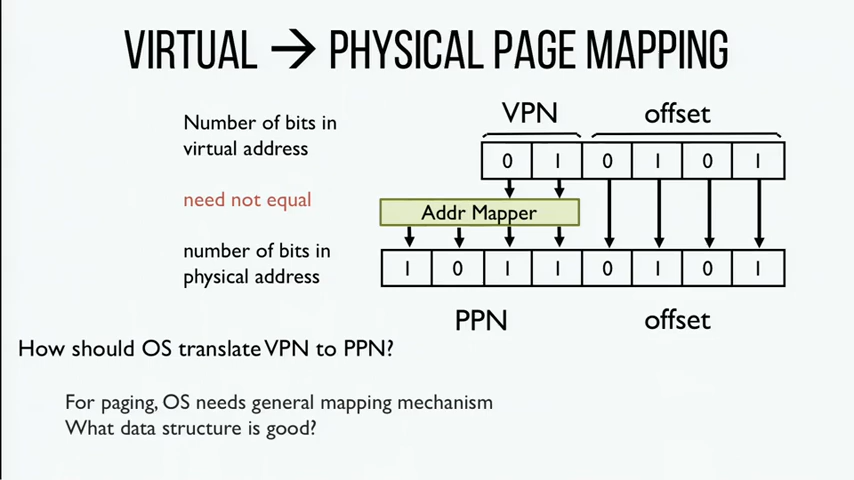 VIRTUAL → PHYSICAL PAGE MAPPING
Number of bits in
virtual address
need not equal
number of bits in
physical address
VPN offset
0 1 0 1 0 1
Addr Mapper
1 0 1 1 0 1 0 1
PPN offset
How should OS translate VPN to PPN?
For paging, OS needs general mapping mechanism
What data structure is good?